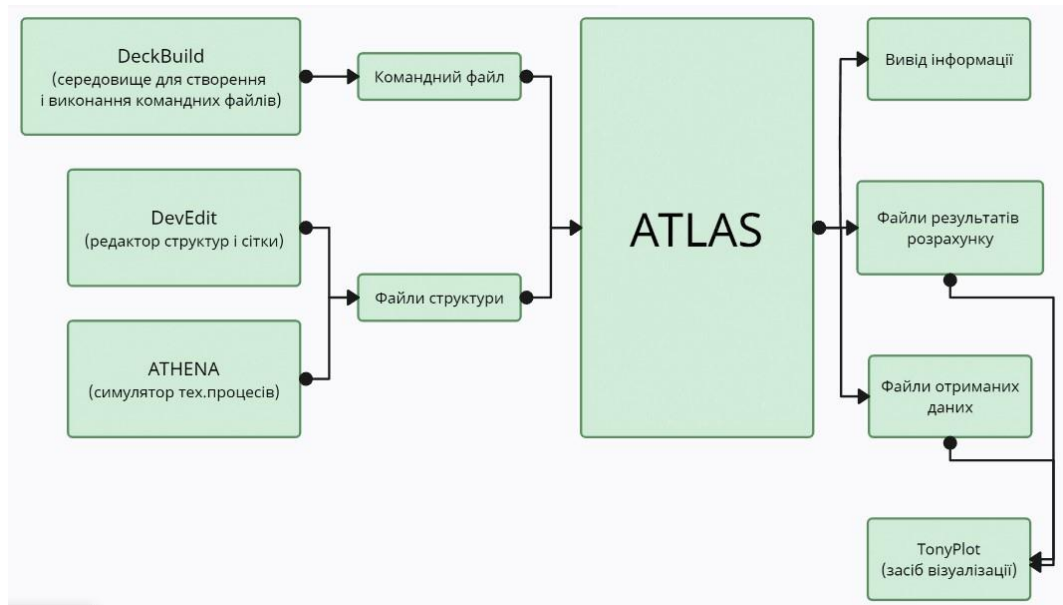 DeckBuild
(середовище для створення
і виконання командних файлів)
Командний файл
DevEdit
(редактор структур і сітки)
Файли структури
ATHENA
(симулятор тех.процесів)
ATLAS
Вивід інформації
Файли результатів
розрахунку
Файли отриманих
даних
TonyPlot
(засіб візуалізації)